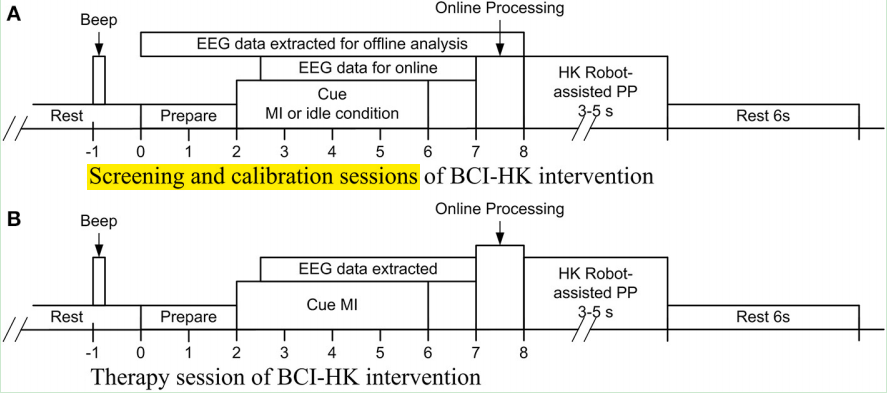 A
Online Processing
Beep
EEG data extracted for offline analysis
EEG data for online
HK Robot-
assisted PP
3-5 s
Cue
MI or idle condition
Rest
Prepare
Rest 6s
-1 0 1 2 3 4 5 6 7 8
Screening and calibration sessions of BCI-HK intervention
B
Online Processing
Beep
EEG data extracted
HK Robot-
assisted PP
3-5 s
Cue MI
Rest
Prepare
Rest 6s
-1 0 1 2 3 4 5 6 7 8
Therapy session of BCI-HK intervention